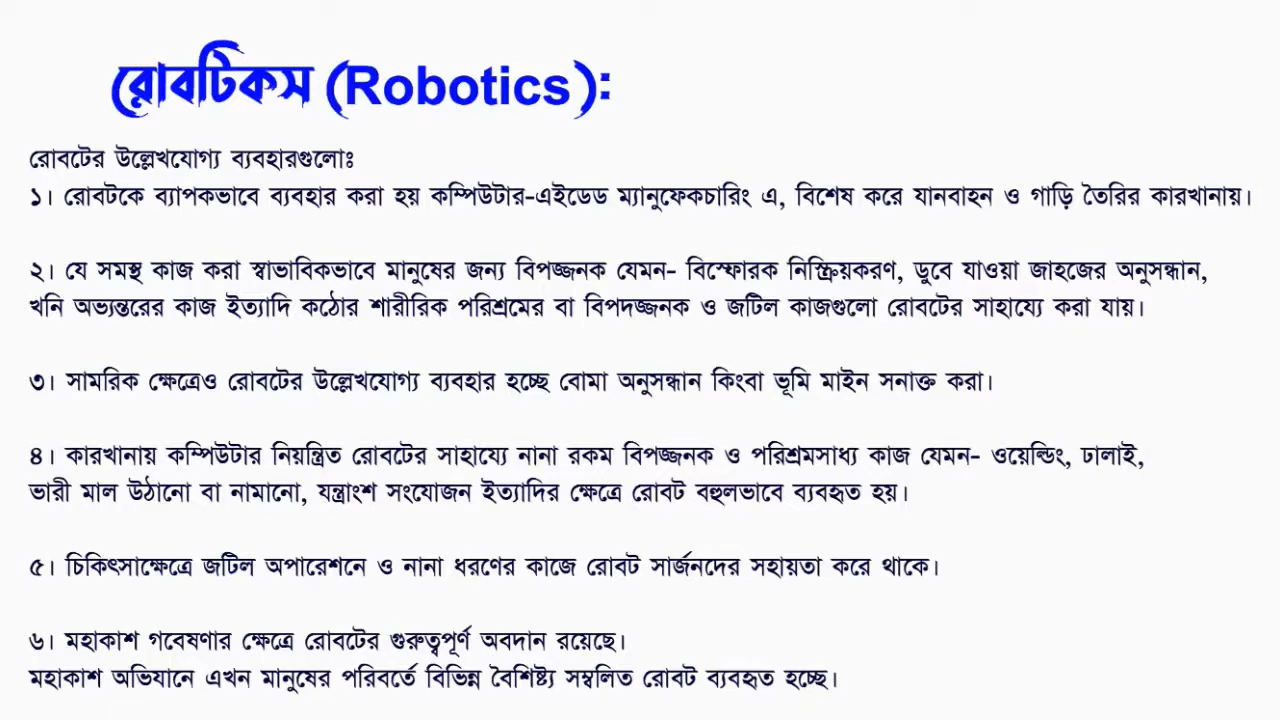 রোবটিকস (Robotics):
রোবটের উল্লেখযোগ্য ব্যবহারগুলোঃ
১। রোবটকে ব্যাপকভাবে ব্যবহার করা হয় কম্পিউটার-এইডেড ম্যানুফেকচারিং এ, বিশেষ করে যানবাহন ও গাড়ি তৈরির কারখানায়।
২। যে সমস্থ কাজ করা স্বাভাবিকভাবে মানুষের জন্য বিপজ্জনক যেমন- বিস্ফোরক নিস্ক্রিয়করণ, ডুবে যাওয়া জাহজের অনুসন্ধান,
খনি অভ্যন্তরের কাজ ইত্যাদি কঠোর শারীরিক পরিশ্রমের বা বিপদজ্জনক ও জটিল কাজগুলো রোবটের সাহায্যে করা যায়।
৩। সামরিক ক্ষেত্রেও রোবটের উল্লেখযোগ্য ব্যবহার হচ্ছে বোমা অনুসন্ধান কিংবা ভূমি মাইন সনাক্ত করা।
৪। কারখানায় কম্পিউটার নিয়ন্ত্রিত রোবটের সাহায্যে নানা রকম বিপজ্জনক ও পরিশ্রমসাধ্য কাজ যেমন- ওয়েল্ডিং, ঢালাই,
ভারী মাল উঠানো বা নামানো, যন্ত্রাংশ সংযোজন ইত্যাদির ক্ষেত্রে রোবট বহুলভাবে ব্যবহৃত হয়।
৫। চিকিৎসাক্ষেত্রে জটিল অপারেশনে ও নানা ধরণের কাজে রোবট সার্জনদের সহায়তা করে থাকে।
৬। মহাকাশ গবেষণার ক্ষেত্রে রোবটের গুরুত্বপূর্ণ অবদান রয়েছে।
মহাকাশ অভিযানে এখন মানুষের পরিবর্তে বিভিন্ন বৈশিষ্ট্য সম্বলিত রোবট ব্যবহৃত হচ্ছে।